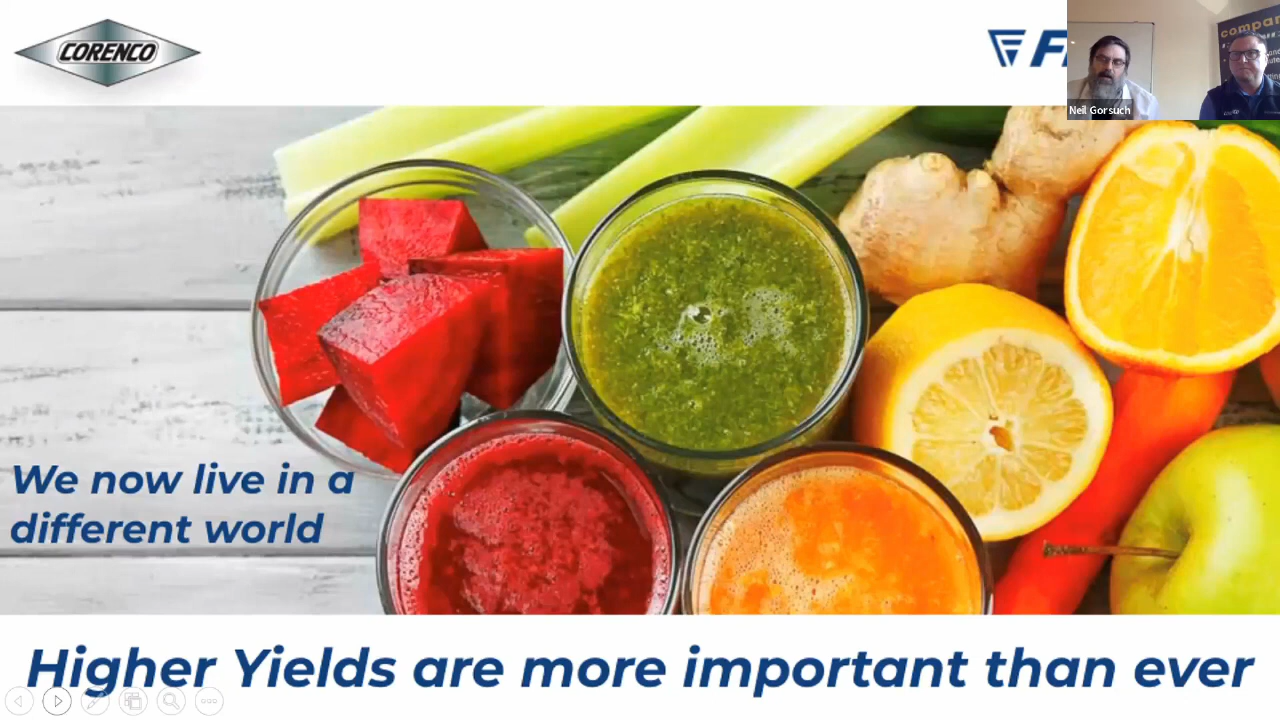 CORENCO
Neil Gorsuch
We now live in a
different world
Higher Yields are more important than ever